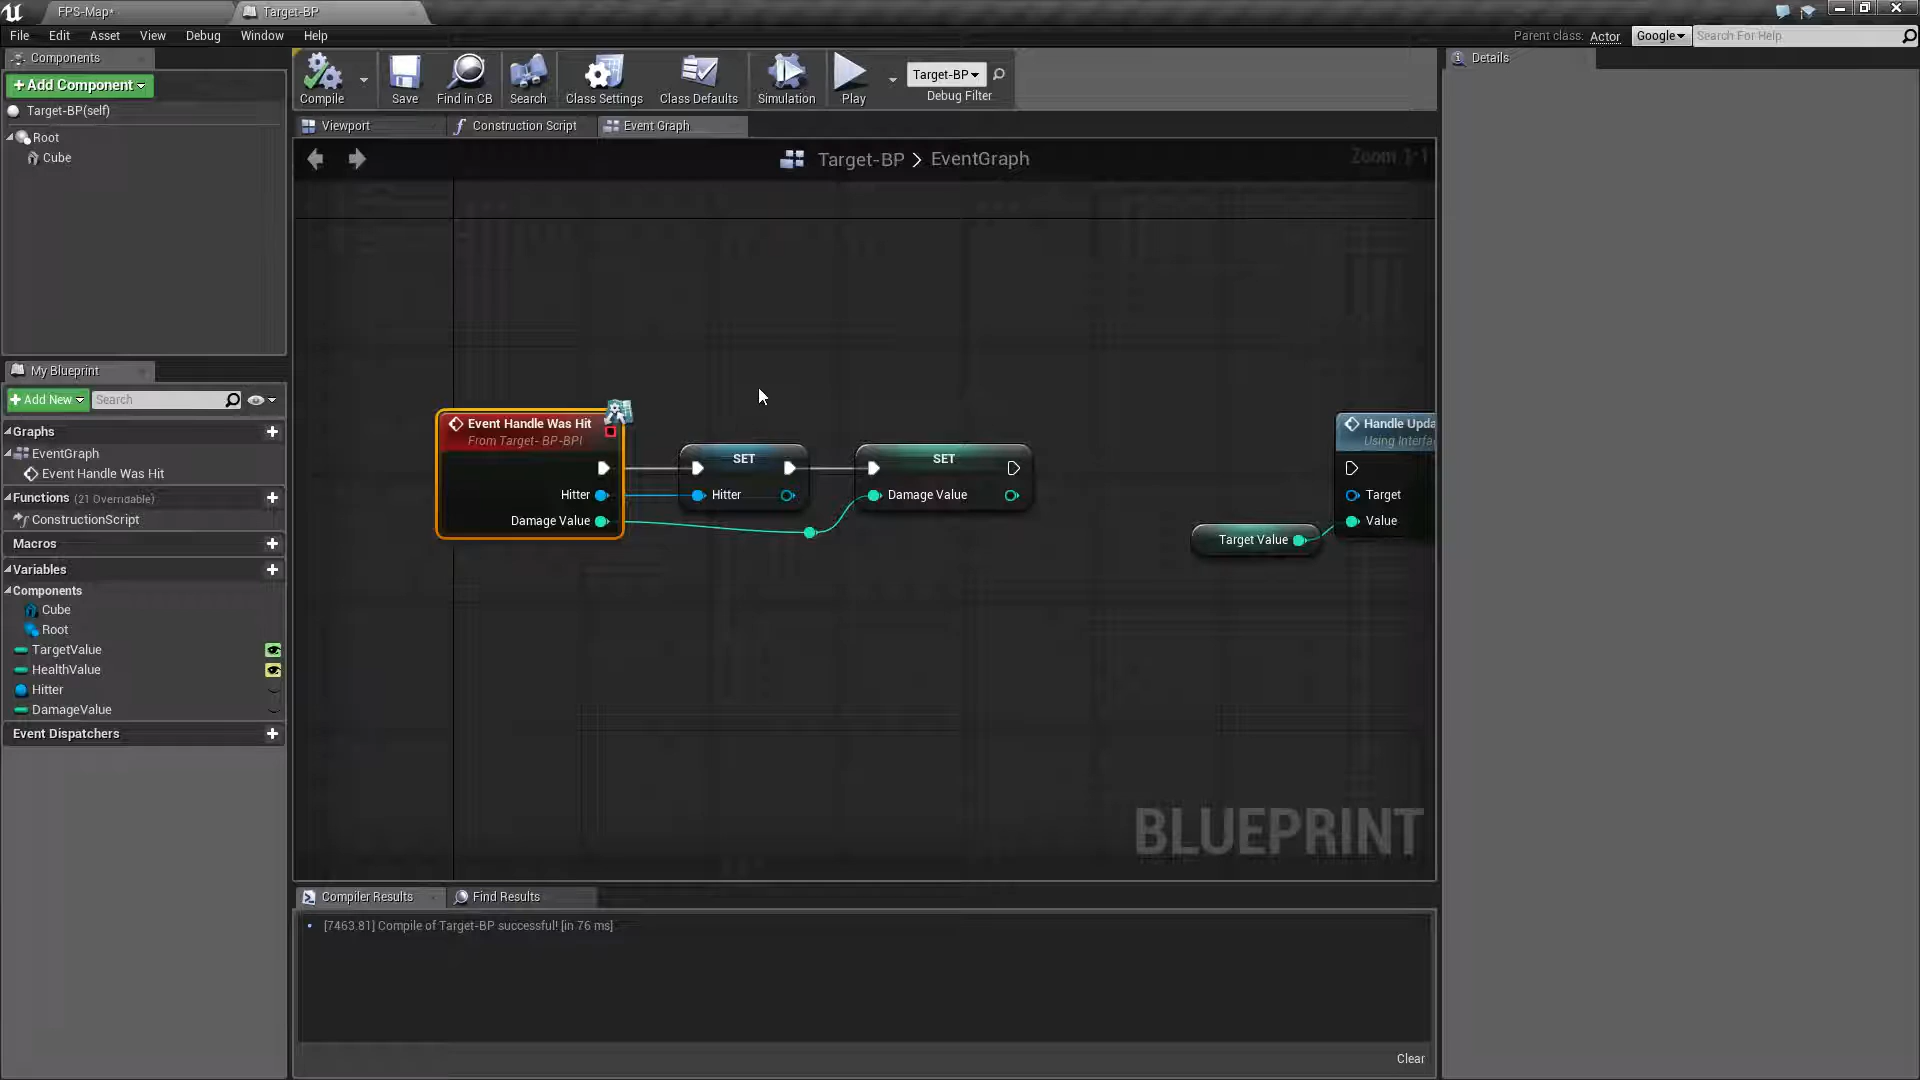 FPS-Map*
Target-BP
File Edit Asset View Debug Window Help
Parent class: Actor Google Search For Help
Components
+Add Component
Target-BP(self)
Root
Cube
Compile Save Find in CB Search Class Settings Class Defaults Simulation Play
Target-BP
Debug Filter
Details
Viewport Construction Script Event Graph
Target-BP > EventGraph
Zoom 1:1
My Blueprint
+Add New Search
Graphs
EventGraph
Event Handle Was Hit
Functions (21 Overridable)
ConstructionScript
Macros
Variables
Components
Cube
Root
TargetValue
HealthValue
Hitter
DamageValue
Event Dispatchers
Event Handle Was Hit
From Target- BP-BPI
Hitter
Damage Value
SET
Hitter
SET
Damage Value
Target Value
Handle Upda
Using Interfa
Target
Value
BLUEPRINT
Compiler Results Find Results
[7463.81] Compile of Target-BP successful! [in 76 ms]
Clear